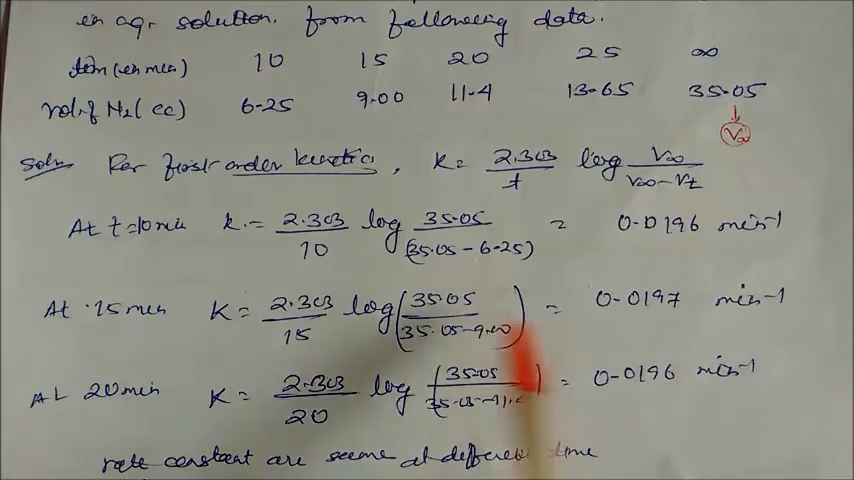 in aqr solution. from following data.
time (in min) 10 15 20 25 ∞
vol. of N2 (cc) 6.25 9.00 11.4 13.65 35.05
V∞
Soln For first order kinetics, K = 2.303/t log V∞/V∞-Vt
At t=10 min K = 2.303/10 log 35.05/(35.05-6.25) = 0.0196 min-1
At 15 min K = 2.303/15 log(35.05/35.05-9.00) = 0.0197 min-1
At 20 min K = 2.303/20 log(35.05/35.05-11.4) = 0.0196 min-1
rate constant are same at different time